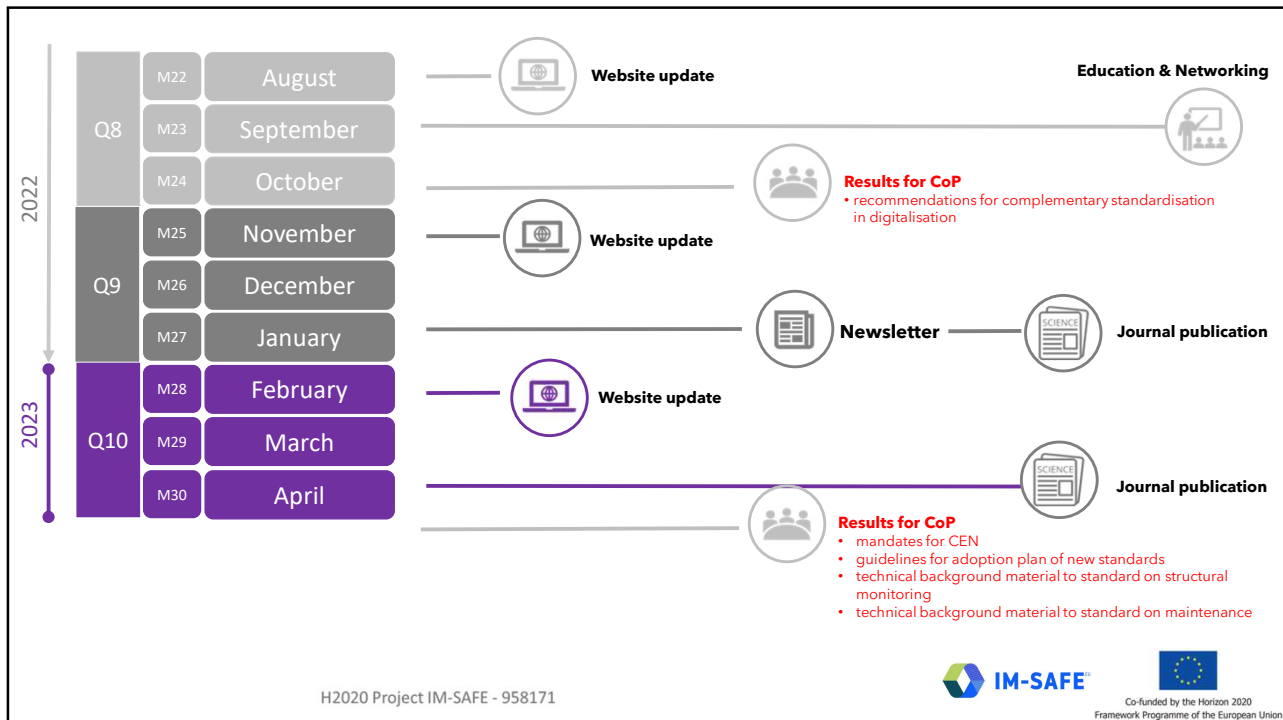 2022
2023
Q8
Q9
Q10
M22
August
M23
September
M24
October
M25
November
M26
December
M27
January
M28
February
M29
March
M30
April
Website update
Education & Networking
Results for CoP
• recommendations for complementary standardisation
in digitalisation
Website update
Newsletter
SCIENCE
Journal publication
Website update
SCIENCE
Journal publication
Results for CoP
• mandates for CEN
• guidelines for adoption plan of new standards
• technical background material to standard on structural
monitoring
• technical background material to standard on maintenance
H2020 Project IM-SAFE - 958171
IM-SAFE
Co-funded by the Horizon 2020
Framework Programme of the European Union